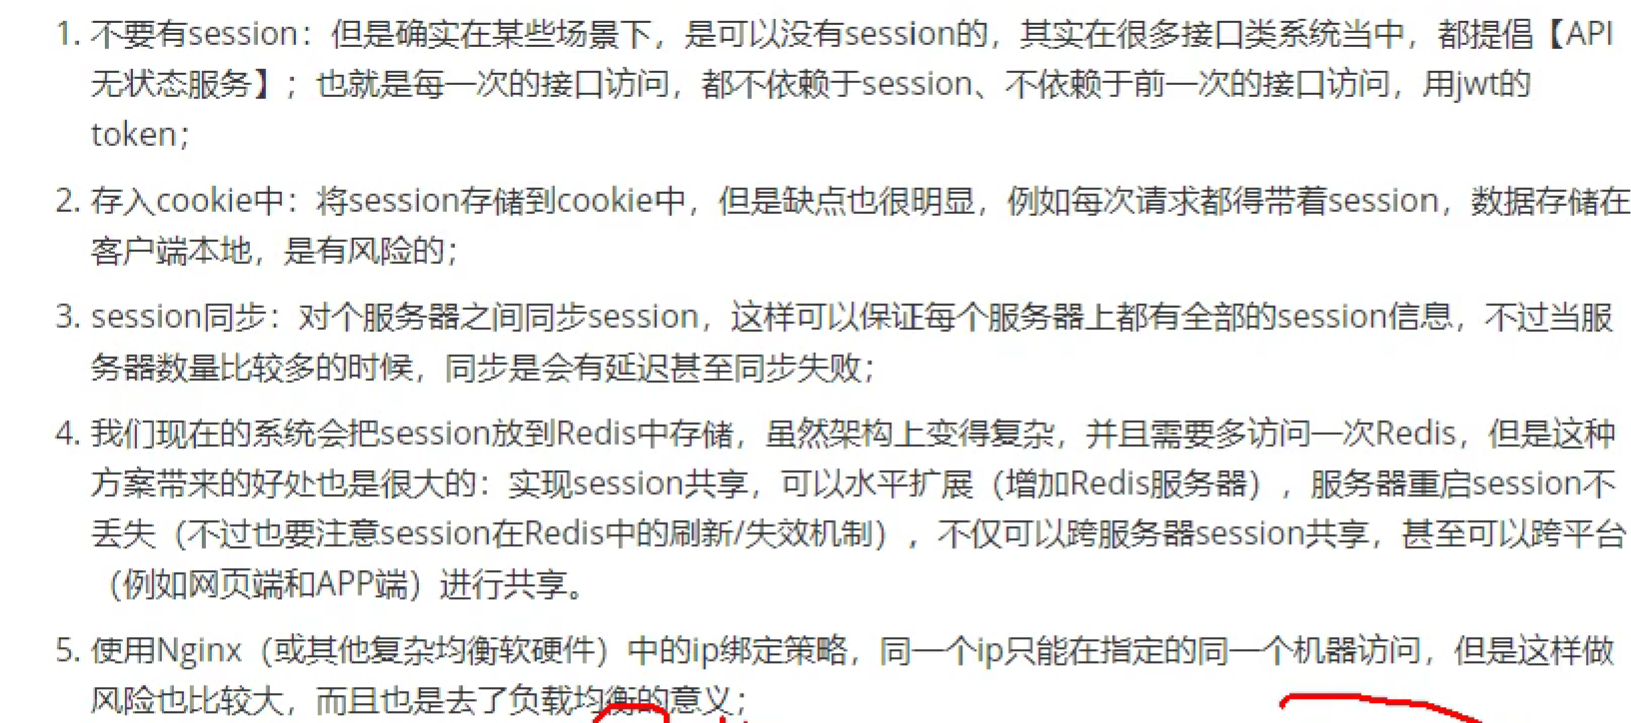 1. 不要有session：但是确实在某些场景下，是可以没有session的，其实在很多接口类系统当中，都提倡【API
无状态服务】；也就是每一次的接口访问，都不依赖于session、不依赖于前一次的接口访问，用jwt的
token；
2. 存入cookie中：将session存储到cookie中，但是缺点也很明显，例如每次请求都得带着session，数据存储在
客户端本地，是有风险的；
3. session同步：对个服务器之间同步session，这样可以保证每个服务器上都有全部的session信息，不过当服
务器数量比较多的时候，同步是会有延迟甚至同步失败；
4. 我们现在的系统会把session放到Redis中存储，虽然架构上变得复杂，并且需要多访问一次Redis，但是这种
方案带来的好处也是很大的：实现session共享，可以水平扩展（增加Redis服务器），服务器重启session不
丢失（不过也要注意session在Redis中的刷新/失效机制），不仅可以跨服务器session共享，甚至可以跨平台
（例如网页端和APP端）进行共享。
5. 使用Nginx（或其他复杂均衡软硬件）中的ip绑定策略，同一个ip只能在指定的同一个机器访问，但是这样做
风险也比较大，而且也是去了负载均衡的意义；